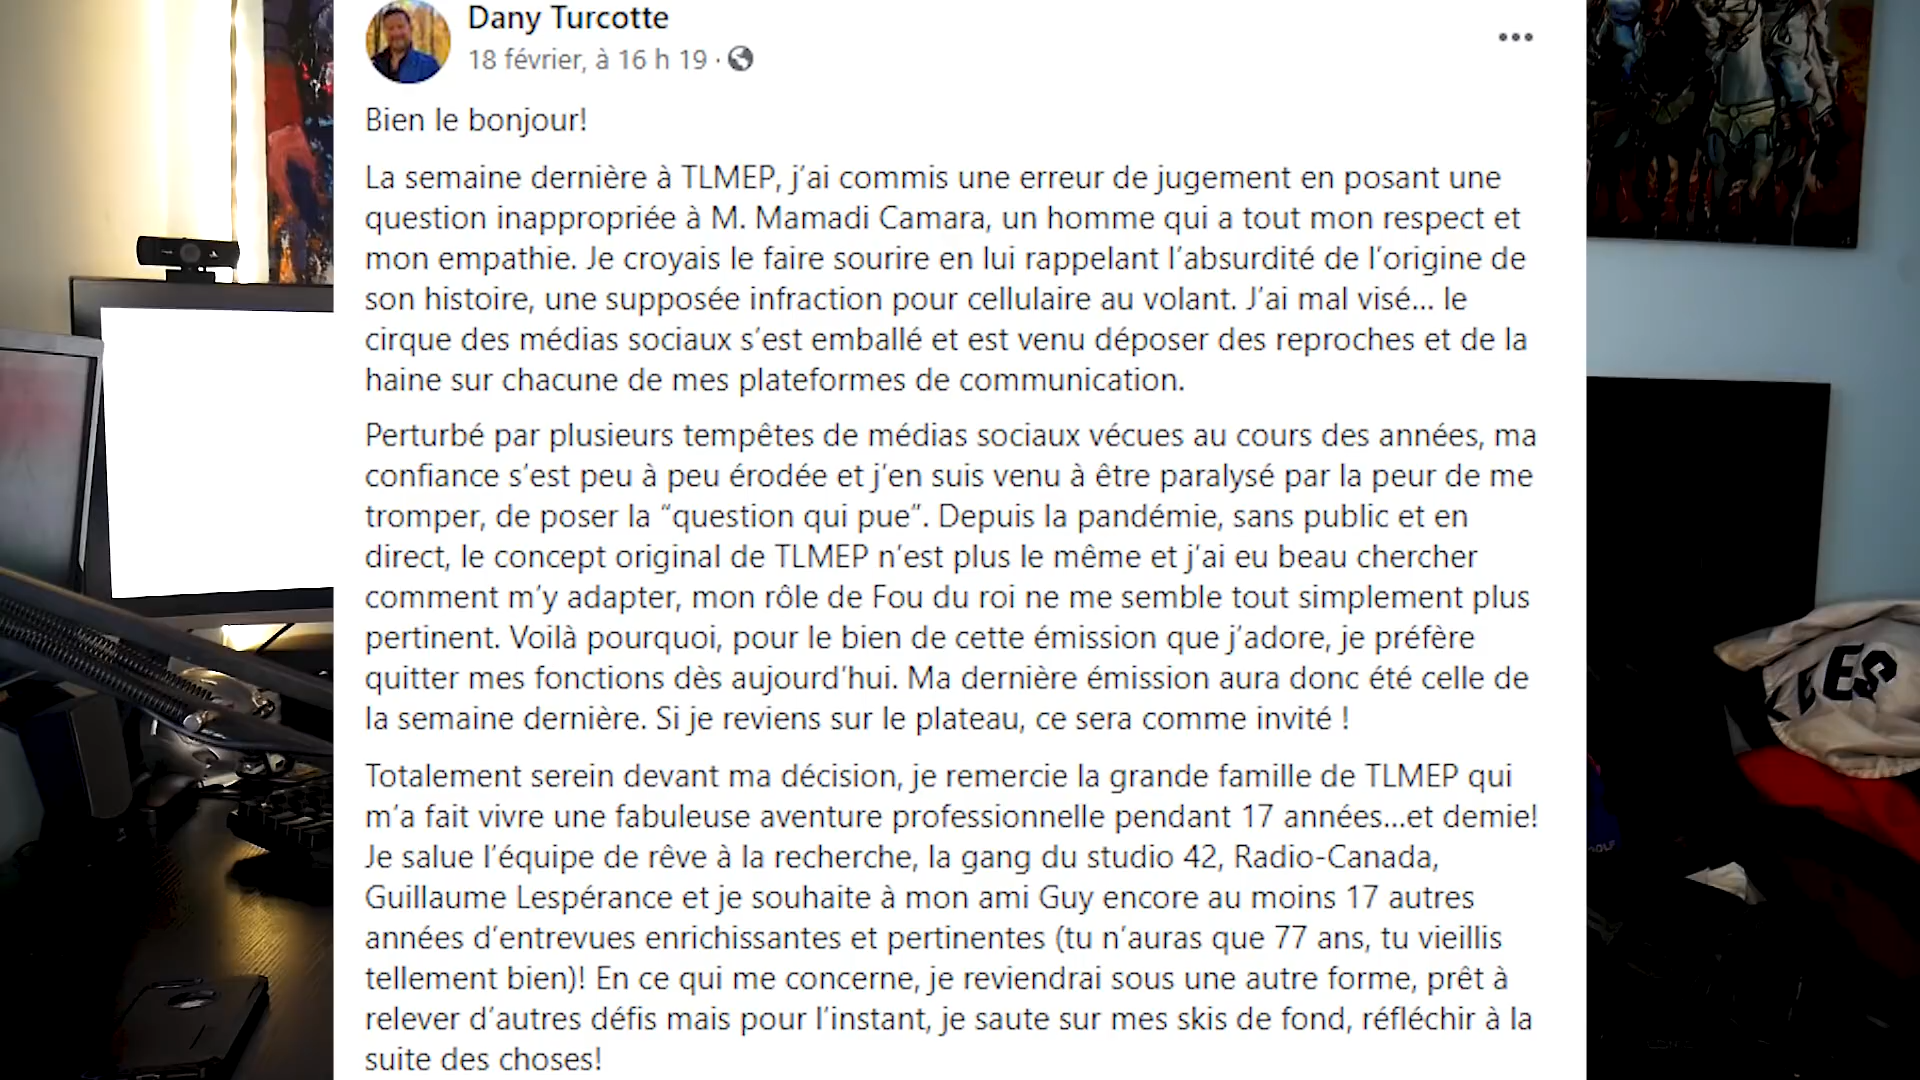 Dany Turcotte
18 février, à 16 h 19 ·
Bien le bonjour!
La semaine dernière à TLMEP, j'ai commis une erreur de jugement en posant une
question inappropriée à M. Mamadi Camara, un homme qui a tout mon respect et
mon empathie. Je croyais le faire sourire en lui rappelant l'absurdité de l'origine de
son histoire, une supposée infraction pour cellulaire au volant. J'ai mal visé... le
cirque des médias sociaux s'est emballé et est venu déposer des reproches et de la
haine sur chacune de mes plateformes de communication.
Perturbé par plusieurs tempêtes de médias sociaux vécues au cours des années, ma
confiance s'est peu à peu érodée et j'en suis venu à être paralysé par la peur de me
tromper, de poser la “question qui pue”. Depuis la pandémie, sans public et en
direct, le concept original de TLMEP n'est plus le même et j'ai eu beau chercher
comment m'y adapter, mon rôle de Fou du roi ne me semble tout simplement plus
pertinent. Voilà pourquoi, pour le bien de cette émission que j'adore, je préfère
quitter mes fonctions dès aujourd'hui. Ma dernière émission aura donc été celle de
la semaine dernière. Si je reviens sur le plateau, ce sera comme invité !
Totalement serein devant ma décision, je remercie la grande famille de TLMEP qui
m'a fait vivre une fabuleuse aventure professionnelle pendant 17 années...et demie!
Je salue l'équipe de rêve à la recherche, la gang du studio 42, Radio-Canada,
Guillaume Lespérance et je souhaite à mon ami Guy encore au moins 17 autres
années d'entrevues enrichissantes et pertinentes (tu n'auras que 77 ans, tu vieillis
tellement bien)! En ce qui me concerne, je reviendrai sous une autre forme, prêt à
relever d'autres défis mais pour l'instant, je saute sur mes skis de fond, réfléchir à la
suite des choses!